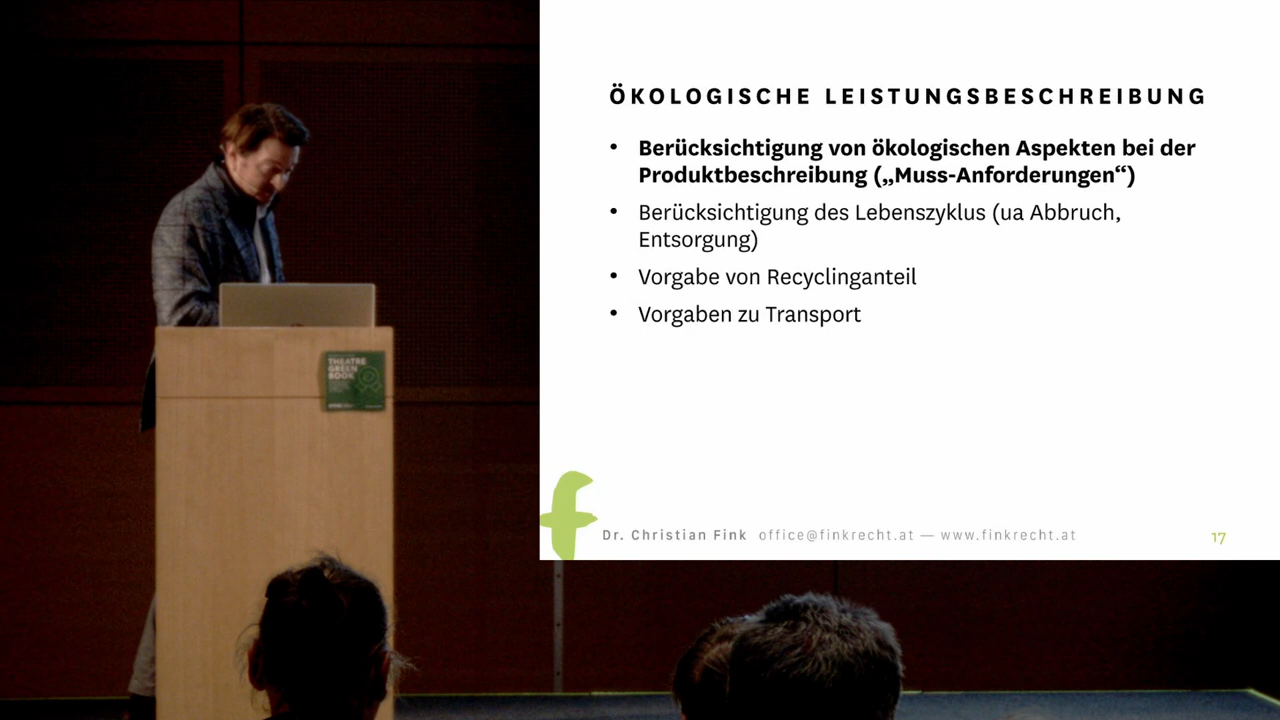 ÖKOLOGISCHE LEISTUNGSBESCHREIBUNG
• Berücksichtigung von ökologischen Aspekten bei der
Produktbeschreibung („Muss-Anforderungen“)
• Berücksichtigung des Lebenszyklus (ua Abbruch,
Entsorgung)
• Vorgabe von Recyclinganteil
• Vorgaben zu Transport
f
Dr. Christian Fink office@finkrecht.at — www.finkrecht.at
17
THEATRE
GREEN
BOOK